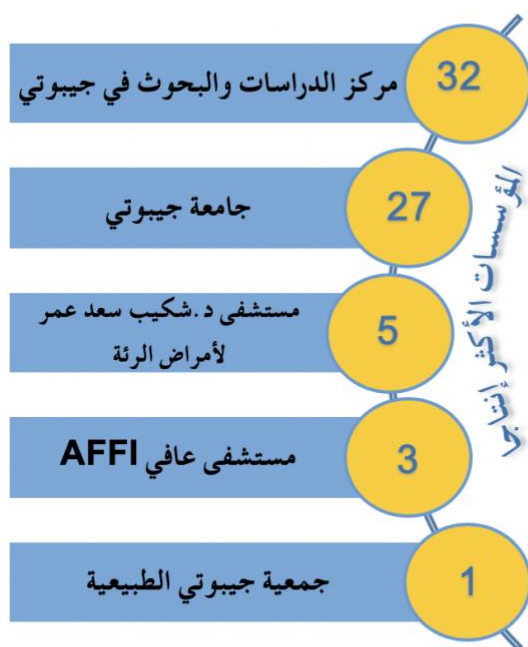 المؤسسات الأكثر إنتاجا
32
مركز الدراسات والبحوث في جيبوتي
27
جامعة جيبوتي
5
مستشفى د.شكيب سعد عمر
لأمراض الرئة
3
مستشفى عافي AFFI
1
جمعية جيبوتي الطبيعية